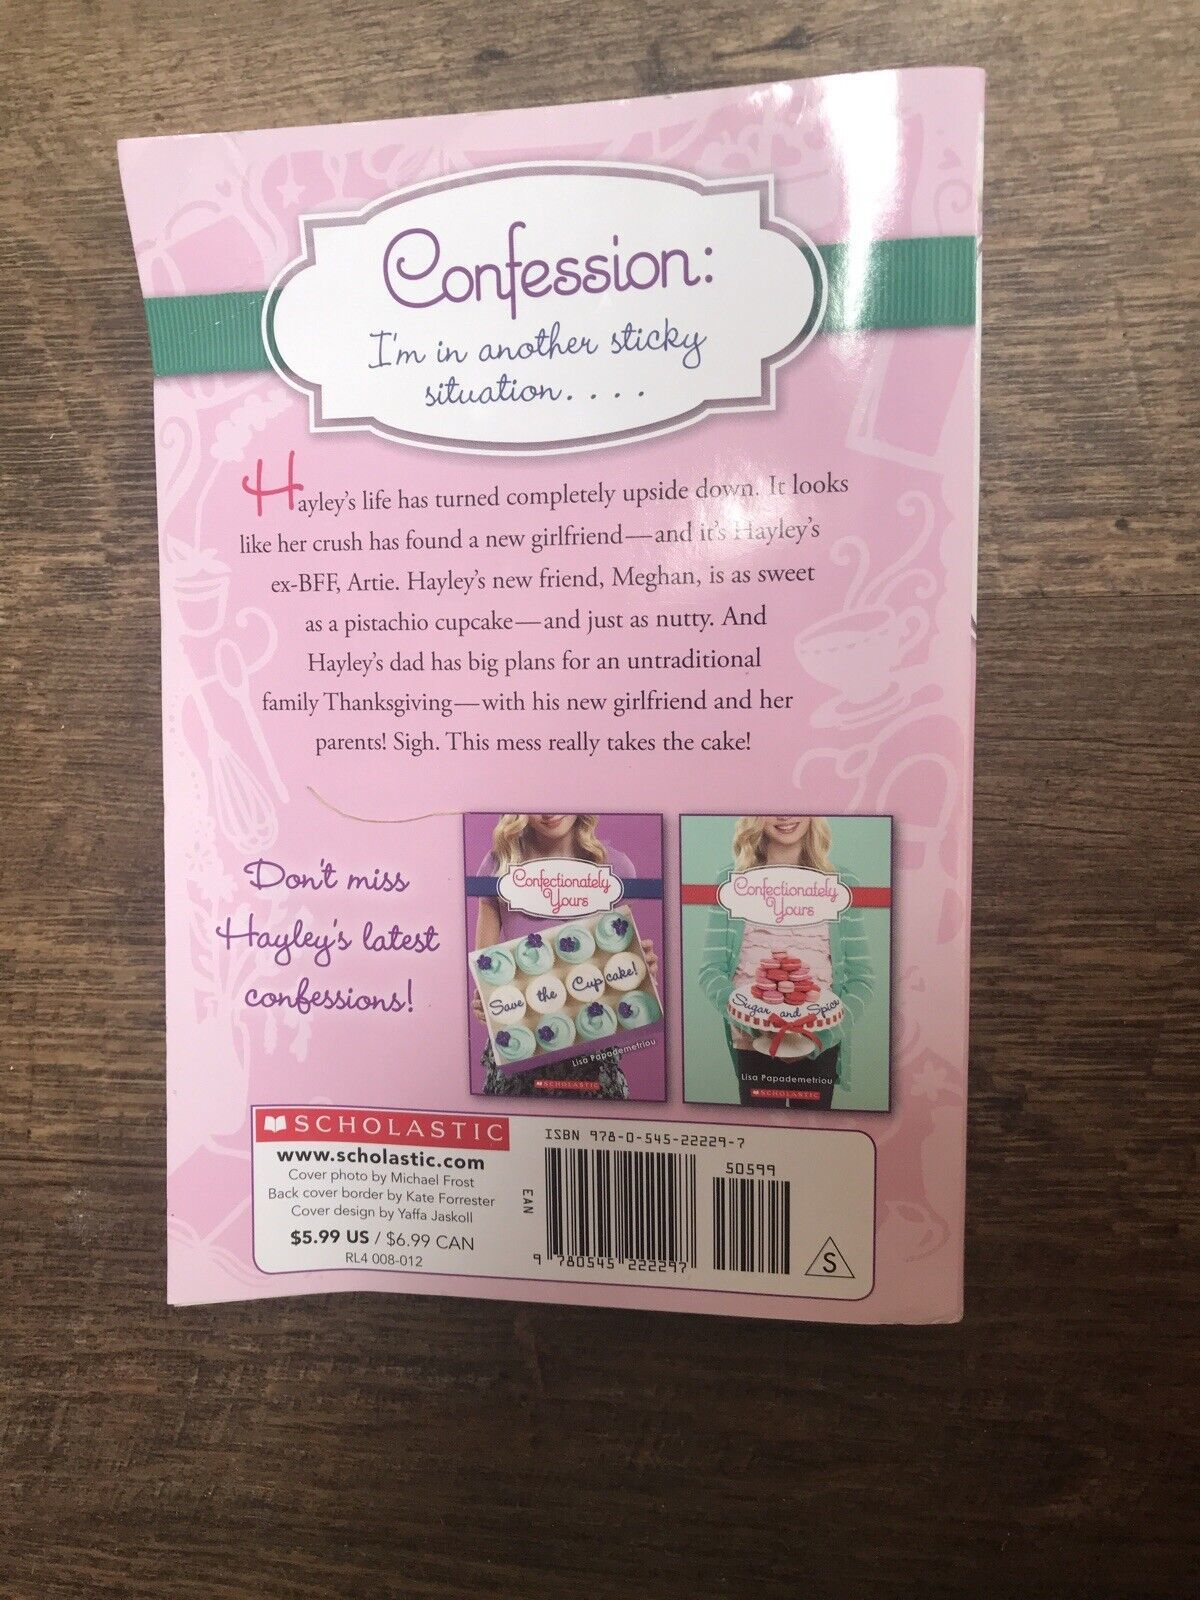 Confession:
I'm in another sticky
situation....
Hayley's life has turned completely upside down. It looks
like her crush has found a new girlfriend—and it's Hayley's
ex-BFF, Artie. Hayley's new friend, Meghan, is as sweet
as a pistachio cupcake—and just as nutty. And
Hayley's dad has big plans for an untraditional
family Thanksgiving—with his new girlfriend and her
parents! Sigh. This mess really takes the cake!
Don't miss
Hayley's latest
confessions!
Confectionately
Yours
Save the Cupcake!
Lisa Papademetriou
SCHOLASTIC
Confectionately
Yours
Sugar and Spice
Lisa Papademetriou
SCHOLASTIC
SCHOLASTIC
www.scholastic.com
Cover photo by Michael Frost
Back cover border by Kate Forrester
Cover design by Yaffa Jaskoll
$5.99 US / $6.99 CAN
RL4 008-012
ISBN 978-0-545-22229-7
50599
EAN
9 780545 222297
S